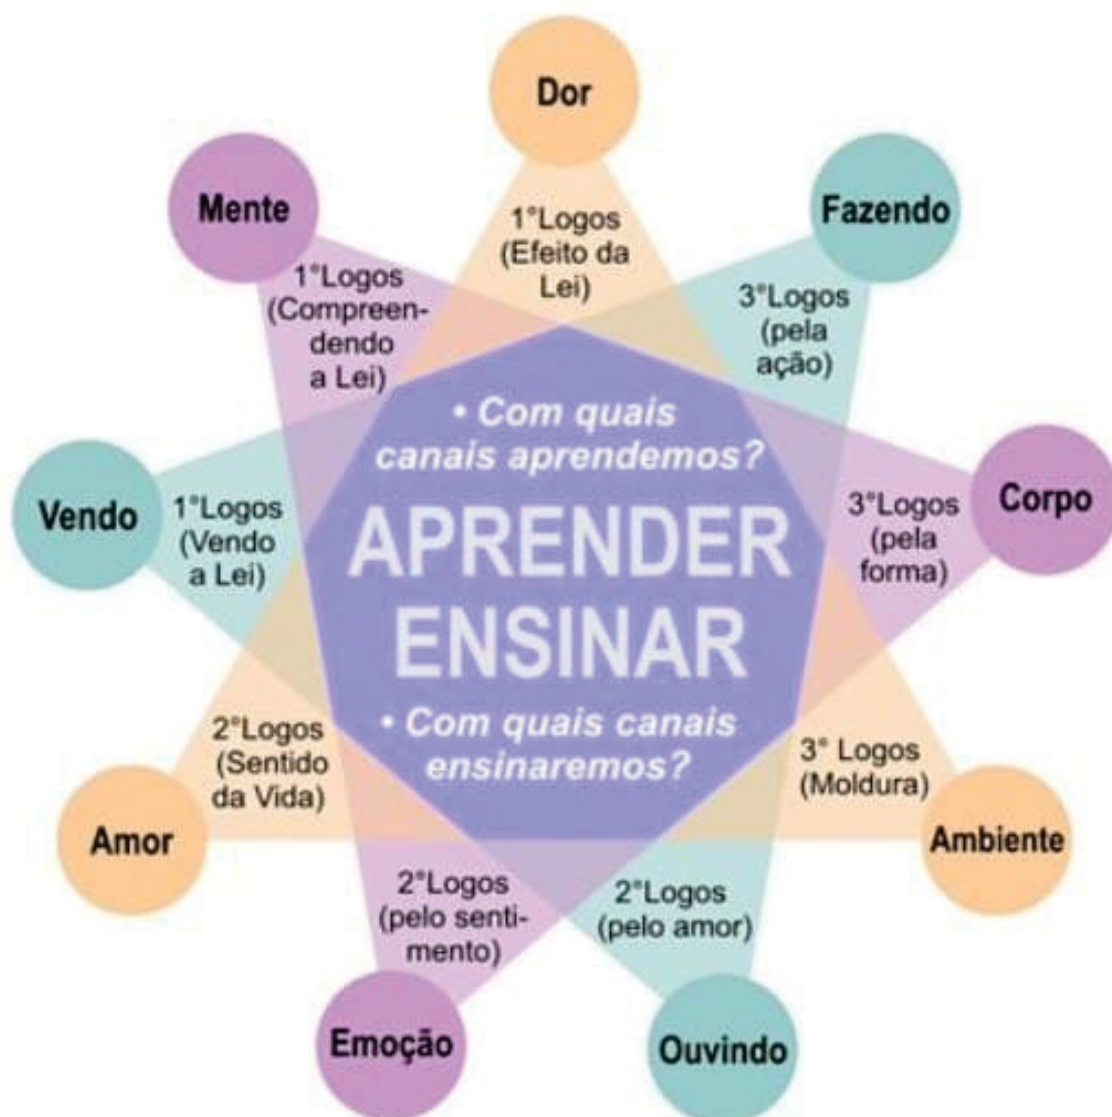 Dor
1°Logos
(Efeito da
Lei)
Fazendo
3°Logos
(pela
ação)
Corpo
3°Logos
(pela
forma)
Ambiente
3° Logos
(Moldura)
Ouvindo
2°Logos
(pelo amor)
Emoção
2°Logos
(pelo senti-
mento)
Amor
2°Logos
(Sentido
da Vida)
Vendo
1°Logos
(Vendo
a Lei)
Mente
1°Logos
(Compreen-
dendo
a Lei)
• Com quais
canais aprendemos?
APRENDER
ENSINAR
• Com quais canais
ensinaremos?